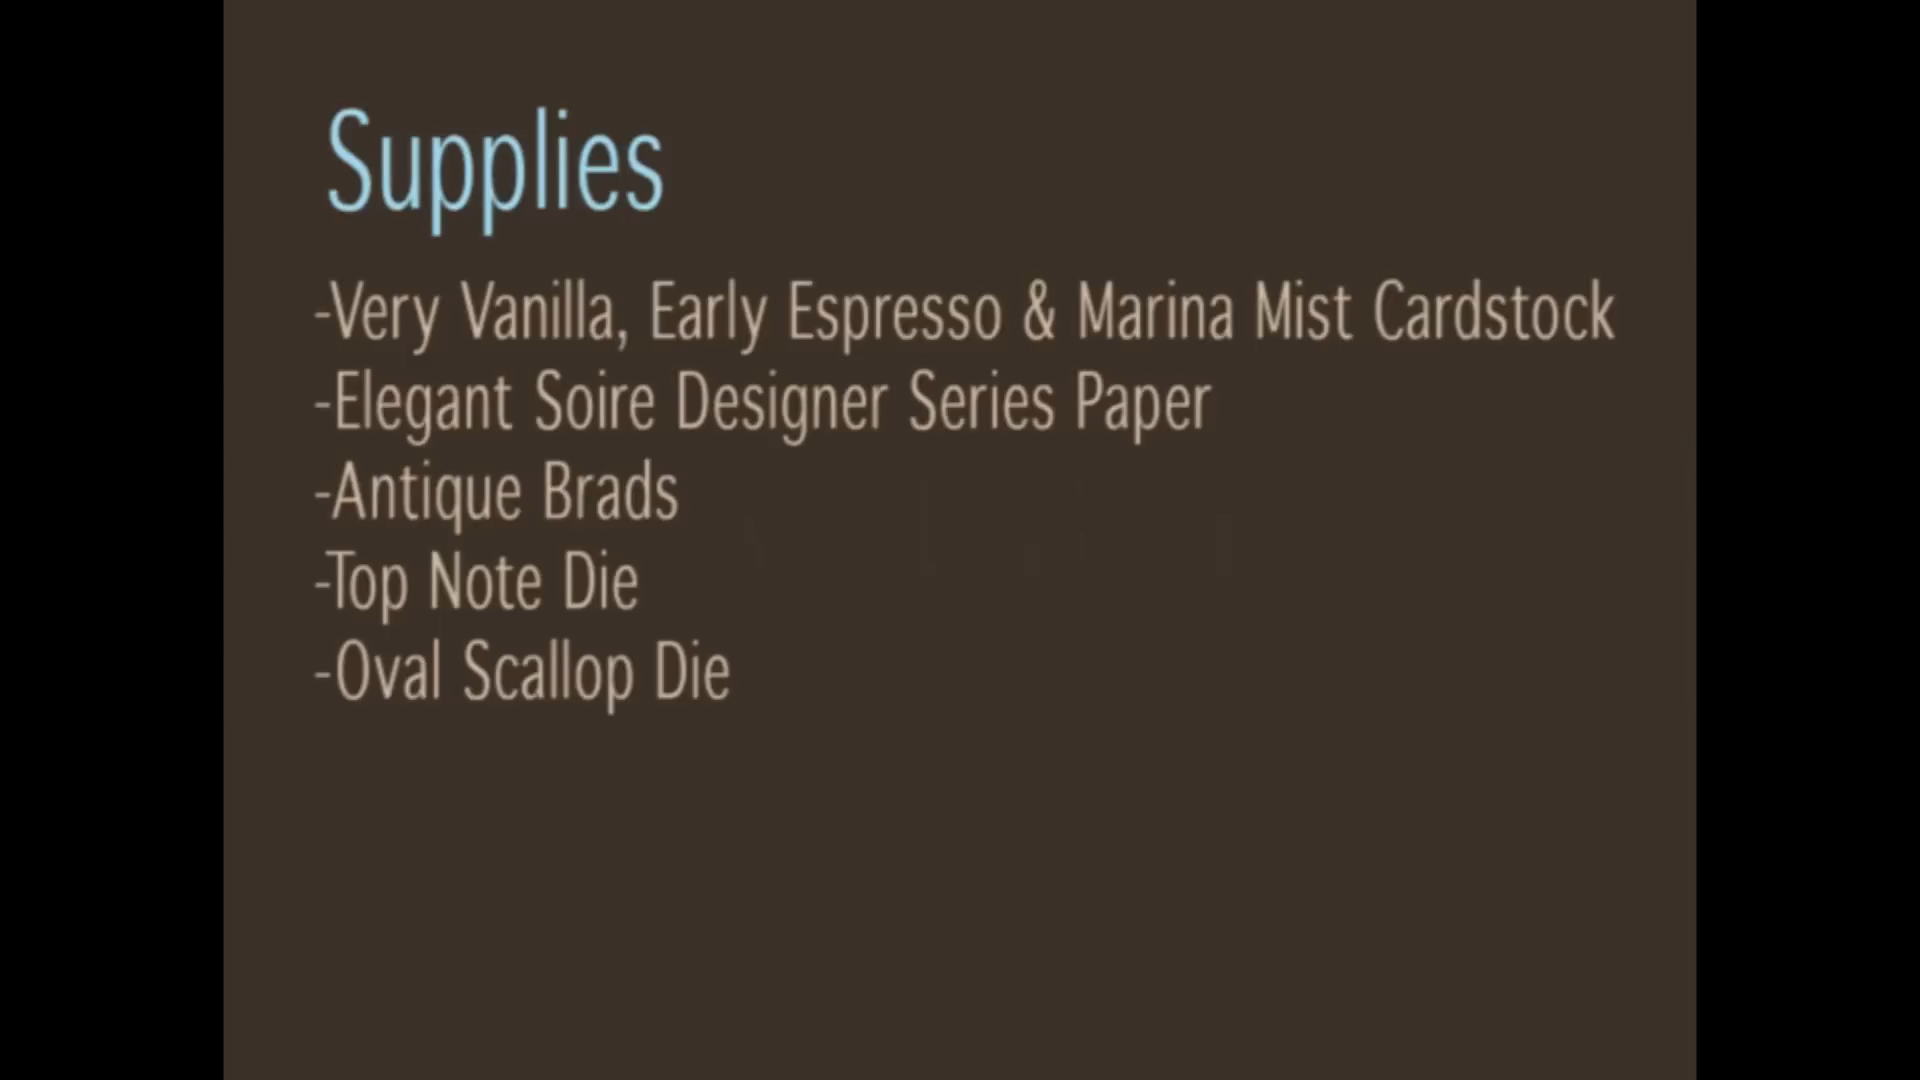 Supplies
-Very Vanilla, Early Espresso & Marina Mist Cardstock
-Elegant Soire Designer Series Paper
-Antique Brads
-Top Note Die
-Oval Scallop Die